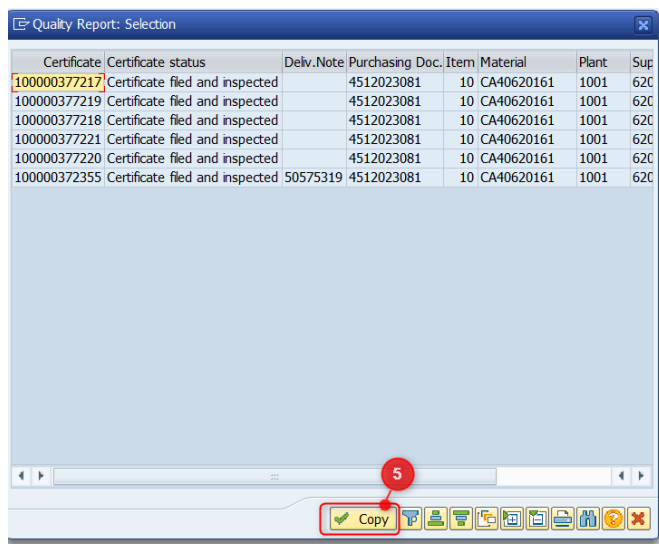 Quality Report: Selection
Certificate Certificate status Deliv.Note Purchasing Doc. Item Material Plant Sup
100000377217 Certificate filed and inspected 4512023081 10 CA40620161 1001 620
100000377219 Certificate filed and inspected 4512023081 10 CA40620161 1001 620
100000377218 Certificate filed and inspected 4512023081 10 CA40620161 1001 620
100000377221 Certificate filed and inspected 4512023081 10 CA40620161 1001 620
100000377220 Certificate filed and inspected 4512023081 10 CA40620161 1001 620
100000372355 Certificate filed and inspected 50575319 4512023081 10 CA40620161 1001 620
5
Copy